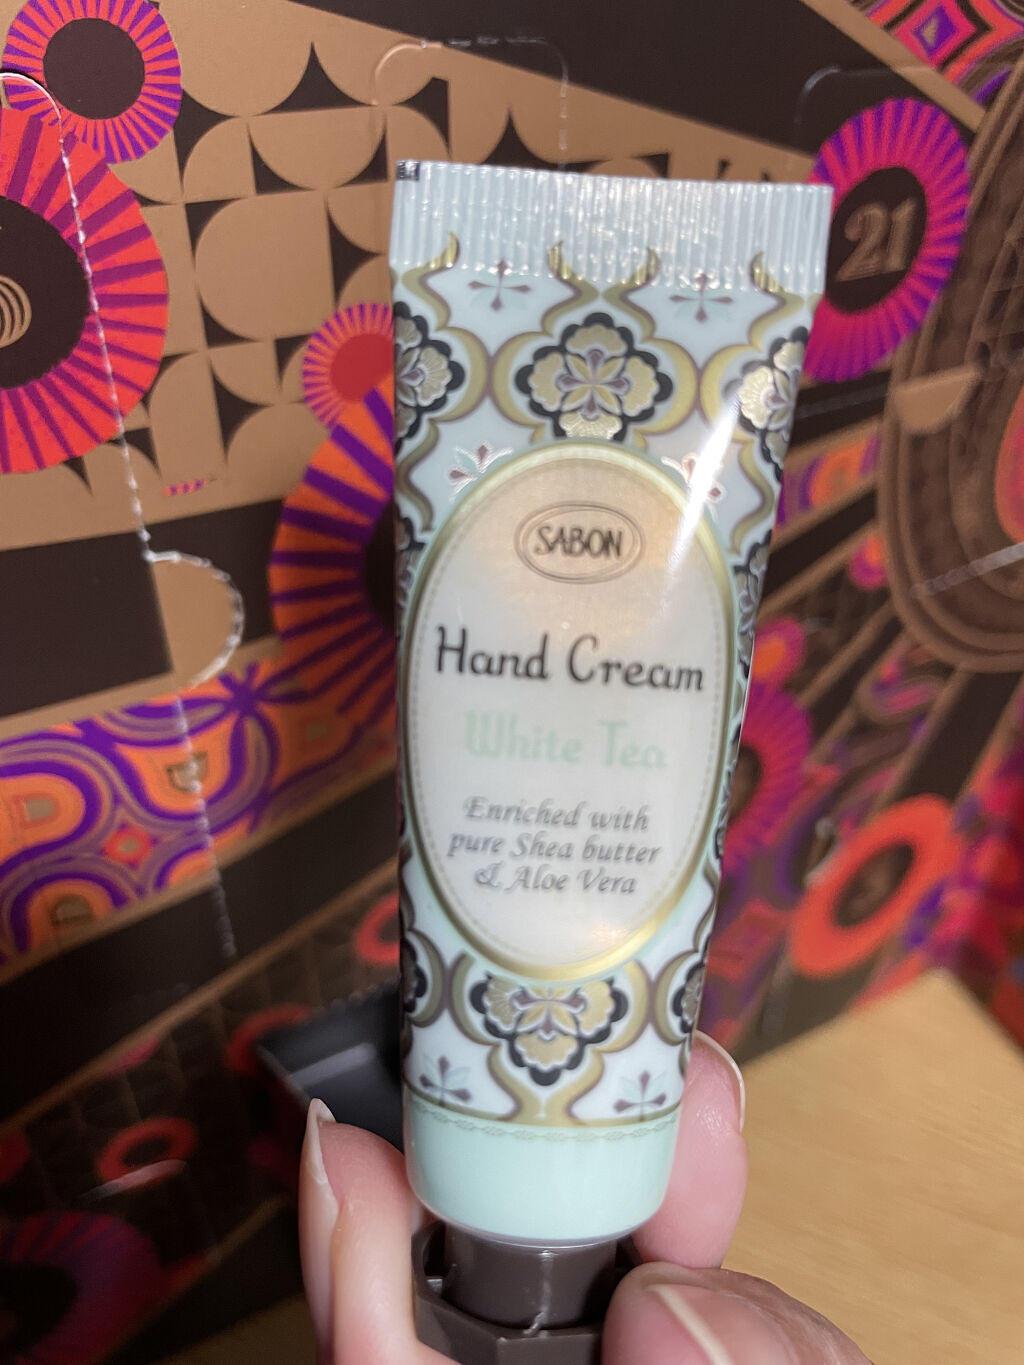 21
SABON
Hand Cream
White Tea
Enriched with
pure Shea butter
& Aloe Vera